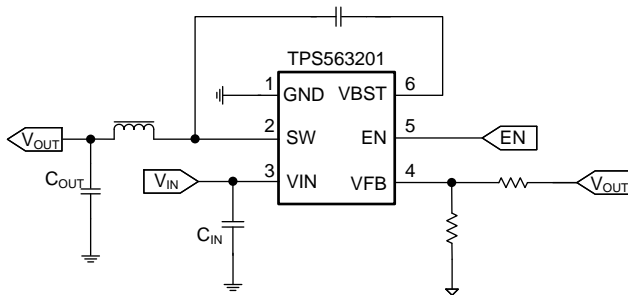 TPS563201
1 GND VBST 6
V_OUT 2 SW EN 5 EN
C_OUT V_IN 3 VIN VFB 4 V_OUT
C_IN